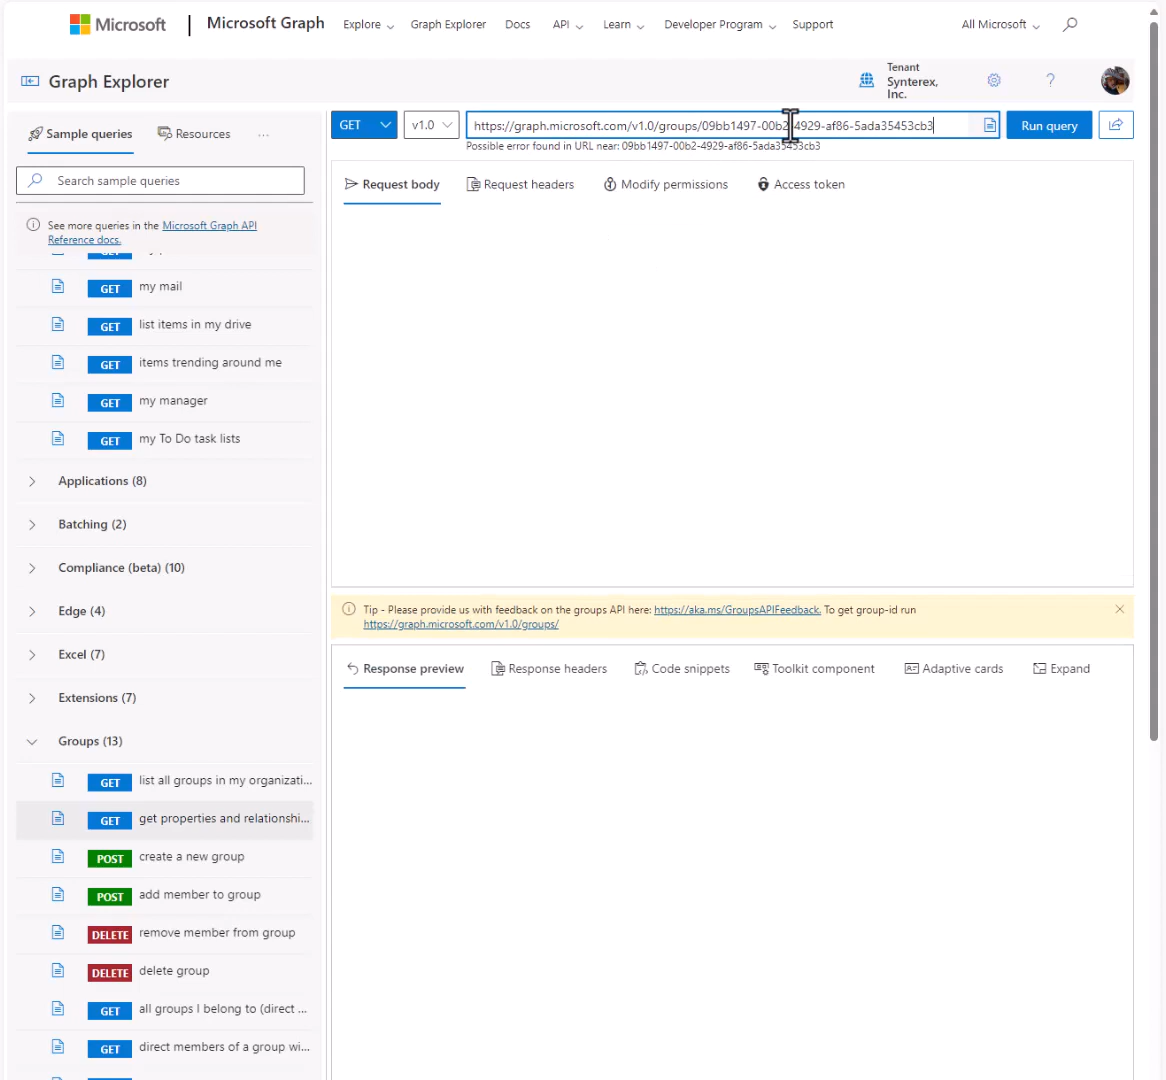 Microsoft
Microsoft Graph
Explore
Graph Explorer
Docs
API
Learn
Developer Program
Support
All Microsoft
Graph Explorer
Tenant
Synterex,
Inc.
?
Sample queries
Resources
...
GET
v1.0
https://graph.microsoft.com/v1.0/groups/09bb1497-00b2-4929-af86-5ada35453cb3
Run query
Possible error found in URL near: 09bb1497-00b2-4929-af86-5ada35453cb3
Search sample queries
Request body
Request headers
Modify permissions
Access token
See more queries in the Microsoft Graph API
Reference docs.
GET my mail
GET list items in my drive
GET items trending around me
GET my manager
GET my To Do task lists
Applications (8)
Batching (2)
Compliance (beta) (10)
Edge (4)
Excel (7)
Extensions (7)
Groups (13)
GET list all groups in my organizati...
GET get properties and relationshi...
POST create a new group
POST add member to group
DELETE remove member from group
DELETE delete group
GET all groups I belong to (direct ...
GET direct members of a group wi...
Tip - Please provide us with feedback on the groups API here: https://aka.ms/GroupsAPIFeedback. To get group-id run
https://graph.microsoft.com/v1.0/groups/
Response preview
Response headers
Code snippets
Toolkit component
Adaptive cards
Expand